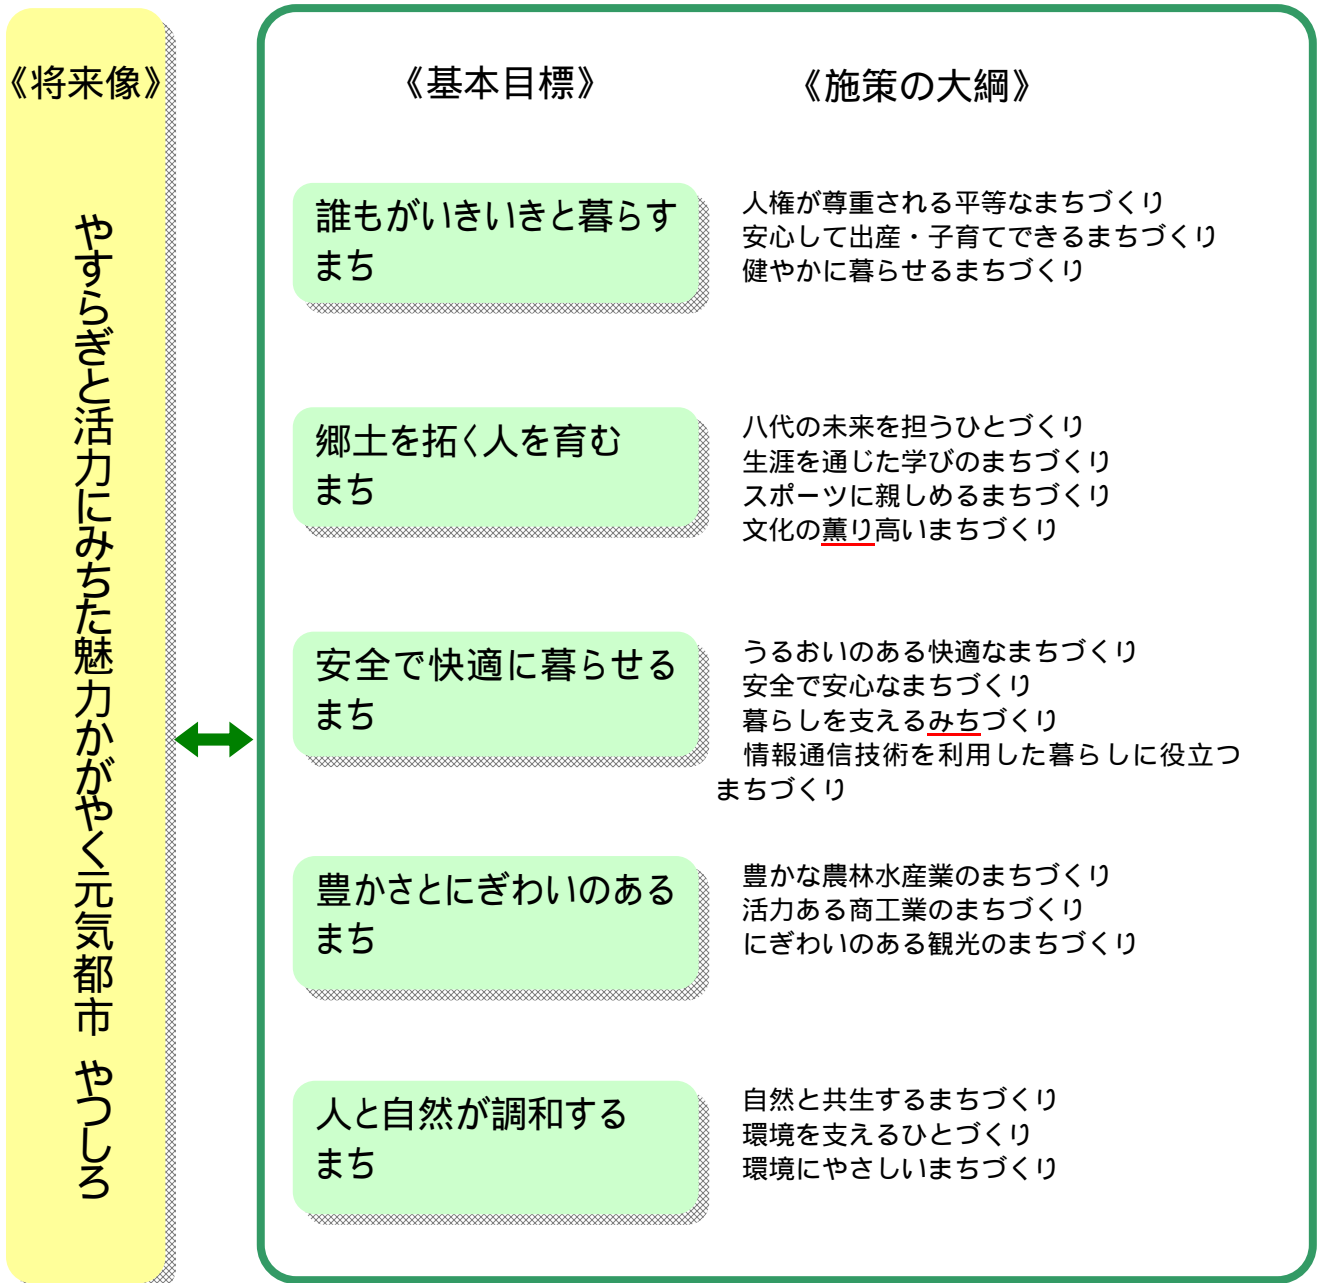 《将来像》
やすらぎと活力にみちた魅力かがやく元気都市 やつしろ
《基本目標》
《施策の大綱》
誰もがいきいきと暮らす
まち
人権が尊重される平等なまちづくり
安心して出産・子育てできるまちづくり
健やかに暮らせるまちづくり
郷土を拓く人を育む
まち
八代の未来を担うひとづくり
生涯を通じた学びのまちづくり
スポーツに親しめるまちづくり
文化の薫り高いまちづくり
安全で快適に暮らせる
まち
うるおいのある快適なまちづくり
安全で安心なまちづくり
暮らしを支えるみちづくり
情報通信技術を利用した暮らしに役立つ
まちづくり
豊かさとにぎわいのある
まち
豊かな農林水産業のまちづくり
活力ある商工業のまちづくり
にぎわいのある観光のまちづくり
人と自然が調和する
まち
自然と共生するまちづくり
環境を支えるひとづくり
環境にやさしいまちづくり